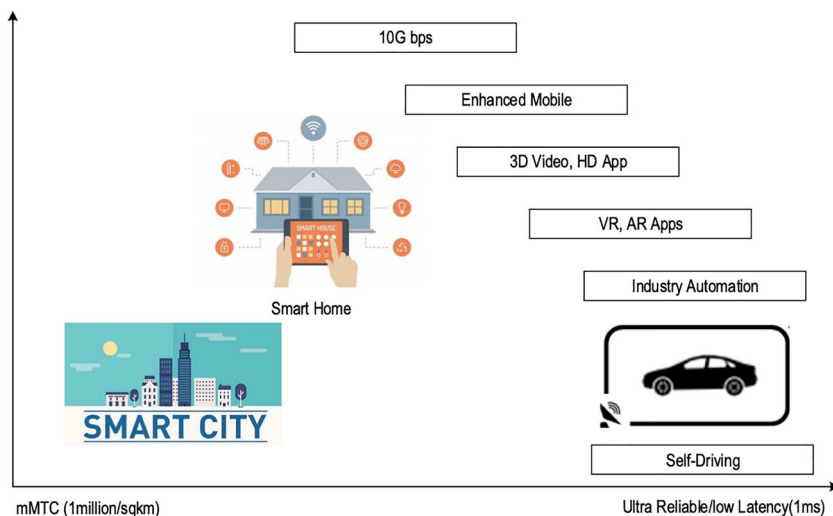 10G bps
Enhanced Mobile
3D Video, HD App
VR, AR Apps
SMART HOUSE
Industry Automation
Smart Home
SMART CITY
Self-Driving
mMTC (1million/sqkm)
Ultra Reliable/low Latency(1ms)